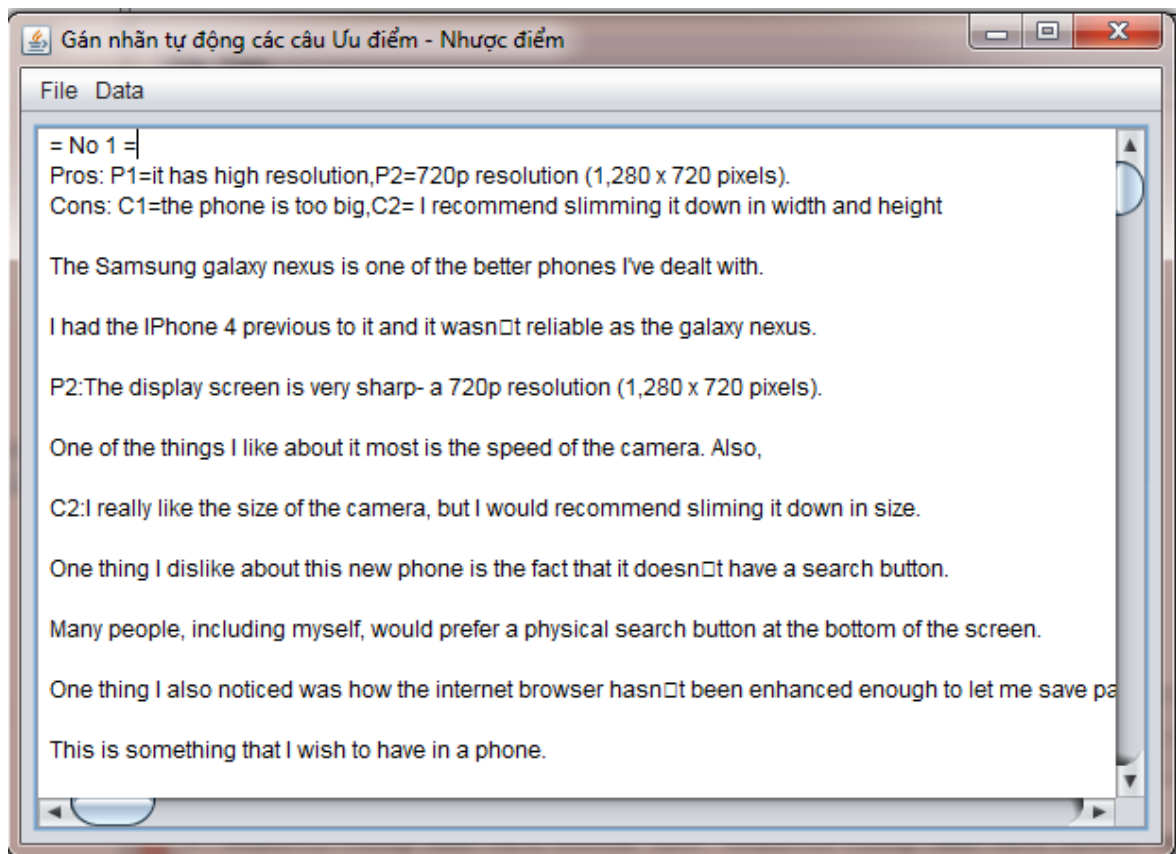 Gán nhãn tự động các câu Ưu điểm - Nhược điểm
File Data
= No 1 =
Pros: P1=it has high resolution,P2=720p resolution (1,280 x 720 pixels).
Cons: C1=the phone is too big,C2= I recommend slimming it down in width and height
The Samsung galaxy nexus is one of the better phones I've dealt with.
I had the IPhone 4 previous to it and it wasn□t reliable as the galaxy nexus.
P2:The display screen is very sharp- a 720p resolution (1,280 x 720 pixels).
One of the things I like about it most is the speed of the camera. Also,
C2:I really like the size of the camera, but I would recommend sliming it down in size.
One thing I dislike about this new phone is the fact that it doesn□t have a search button.
Many people, including myself, would prefer a physical search button at the bottom of the screen.
One thing I also noticed was how the internet browser hasn□t been enhanced enough to let me save pa
This is something that I wish to have in a phone.